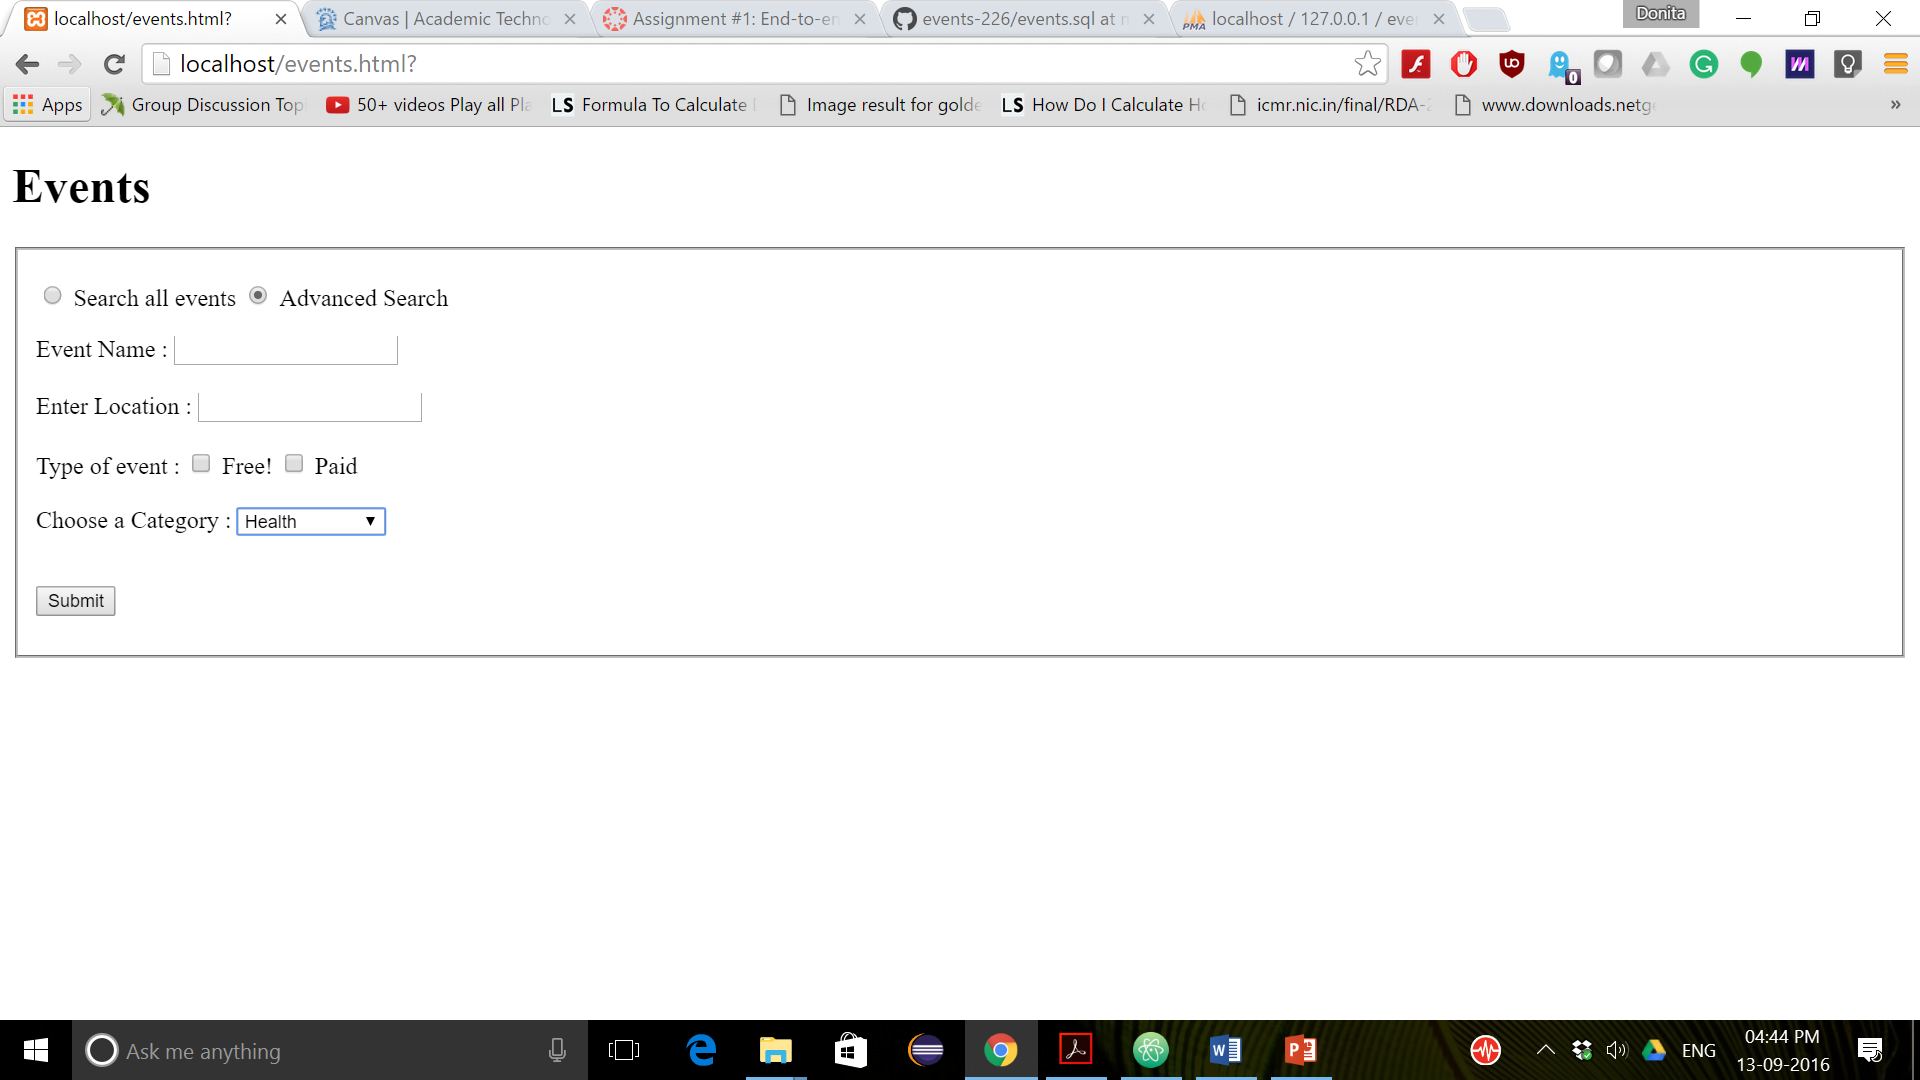 localhost/events.html?
Canvas | Academic Techno
Assignment #1: End-to-en
events-226/events.sql at
localhost / 127.0.0.1 / eve
Donita
localhost/events.html?
0
Apps
Group Discussion Top
50+ videos Play all Pla
LS Formula To Calculate
Image result for golde
LS How Do I Calculate Ho
icmr.nic.in/final/RDA-
www.downloads.netge
»
Events
Search all events Advanced Search
Event Name :
Enter Location :
Type of event : Free! Paid
Choose a Category : Health
Submit
Ask me anything
ENG
04:44 PM
13-09-2016